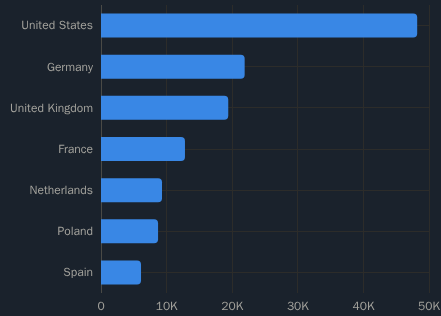 United States
Germany
United Kingdom
France
Netherlands
Poland
Spain
0 10K 20K 30K 40K 50K